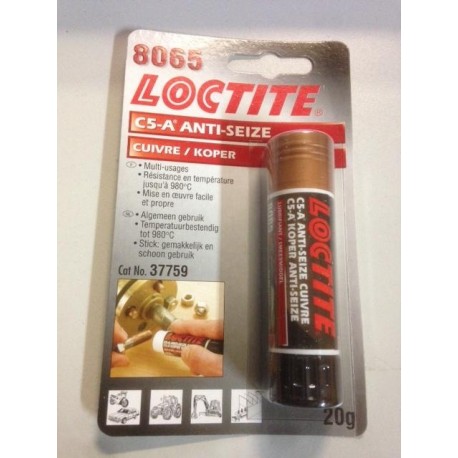 8065
LOCTITE®
C5-A® ANTI-SEIZE
CUIVRE / KOPER
• Multi-usages
• Résistance en température
jusqu'à 980°C
• Mise en œuvre facile
et propre
• Algemeen gebruik
• Temperatuurbestendig
tot 980°C
• Stick: gemakkelijk en
schoon gebruik
Cat No. 37759
LOCTITE
C5-A ANTI-SEIZE CUIVRE
C5-A KOPER ANTI-SEIZE
20g